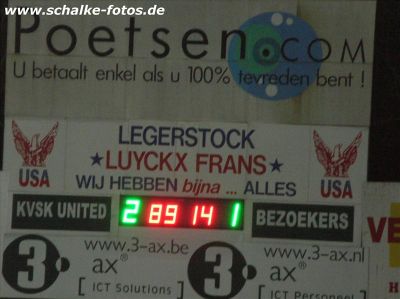 www.schalke-fotos.de
Poetsen.COM
U betaalt enkel als u 100% tevreden bent !
LEGERSTOCK
LUYCKX FRANS
USA
WIJ HEBBEN bijna ... ALLES
USA
KVSK UNITED 2 89 14 1 BEZOEKERS
3 www.3-ax.be
ax®
[ ICT Solutions ]
3 www.3-ax.nl
ax®
[ ICT Personeel ]